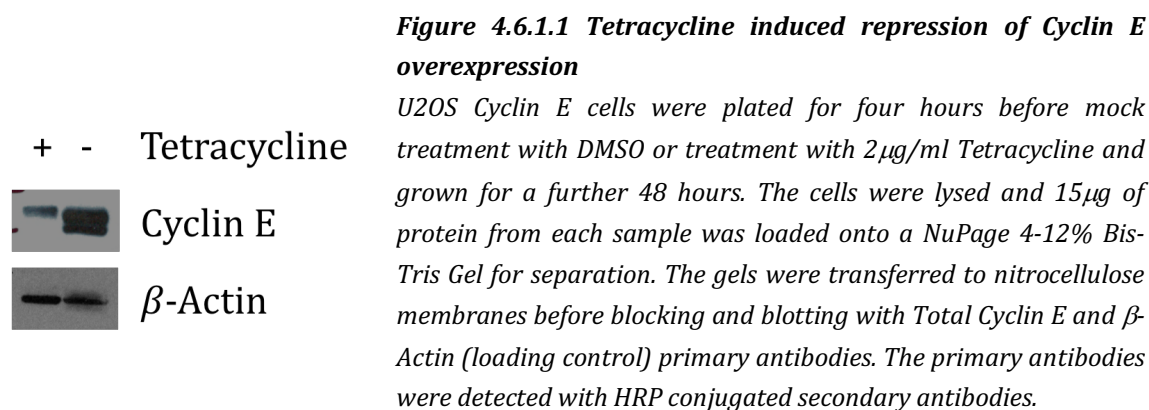 + - Tetracycline
Cyclin E
β-Actin
Figure 4.6.1.1 Tetracycline induced repression of Cyclin E
overexpression
U2OS Cyclin E cells were plated for four hours before mock
treatment with DMSO or treatment with 2µg/ml Tetracycline and
grown for a further 48 hours. The cells were lysed and 15µg of
protein from each sample was loaded onto a NuPage 4-12% Bis-
Tris Gel for separation. The gels were transferred to nitrocellulose
membranes before blocking and blotting with Total Cyclin E and β-
Actin (loading control) primary antibodies. The primary antibodies
were detected with HRP conjugated secondary antibodies.